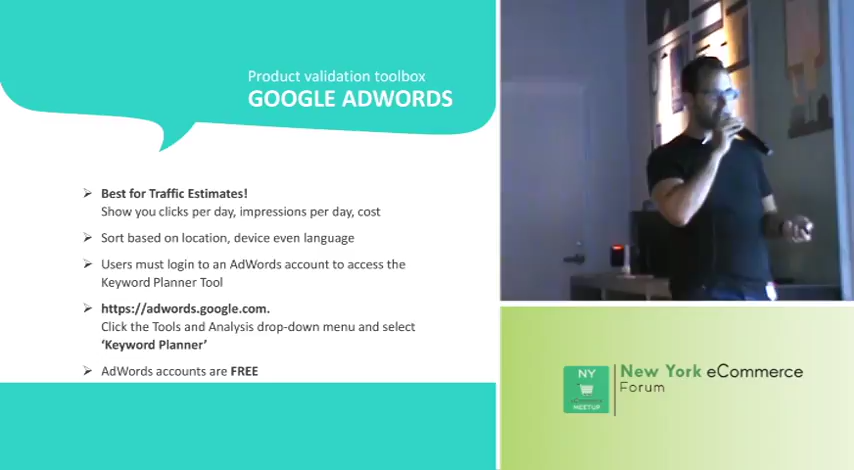 Product validation toolbox
GOOGLE ADWORDS
➢ Best for Traffic Estimates!
Show you clicks per day, impressions per day, cost
➢ Sort based on location, device even language
➢ Users must login to an AdWords account to access the
Keyword Planner Tool
➢ https://adwords.google.com.
Click the Tools and Analysis drop-down menu and select
‘Keyword Planner’
➢ AdWords accounts are FREE
NY
eCommerce
MEETUP
New York eCommerce
Forum